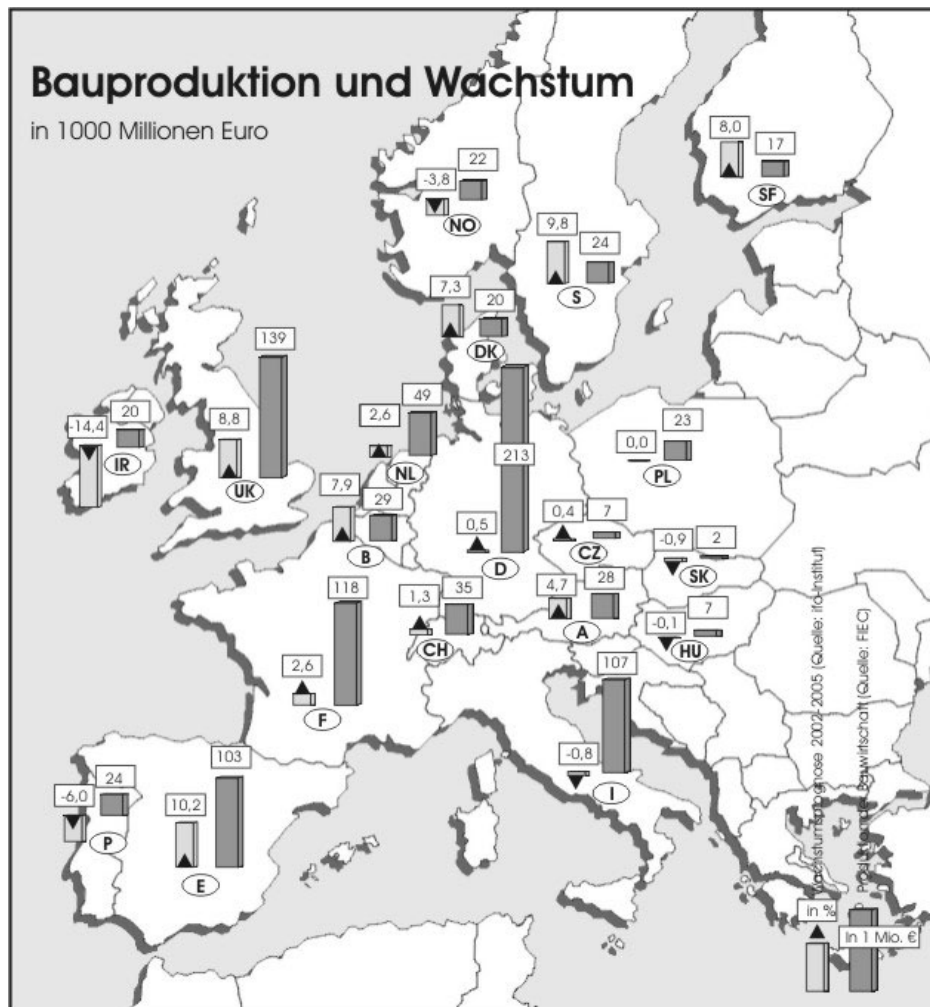 Bauproduktion und Wachstum
in 1000 Millionen Euro
8,0
17
SF
22
-3,8
NO
9,8
24
S
7,3
20
DK
139
8,8
UK
20
-14,4
IR
49
2,6
NL
213
0,5
D
23
0,0
PL
7,9
29
B
0,4
7
CZ
-0,9
2
SK
118
2,6
F
1,3
35
CH
4,7
28
A
7
-0,1
HU
107
-0,8
I
103
10,2
E
24
-6,0
P
Wachstumsprognose 2002-2005 (Quelle: ifo-Institut)
Produktion der Bauwirtschaft (Quelle: FIEC)
in %
In 1 Mio. €